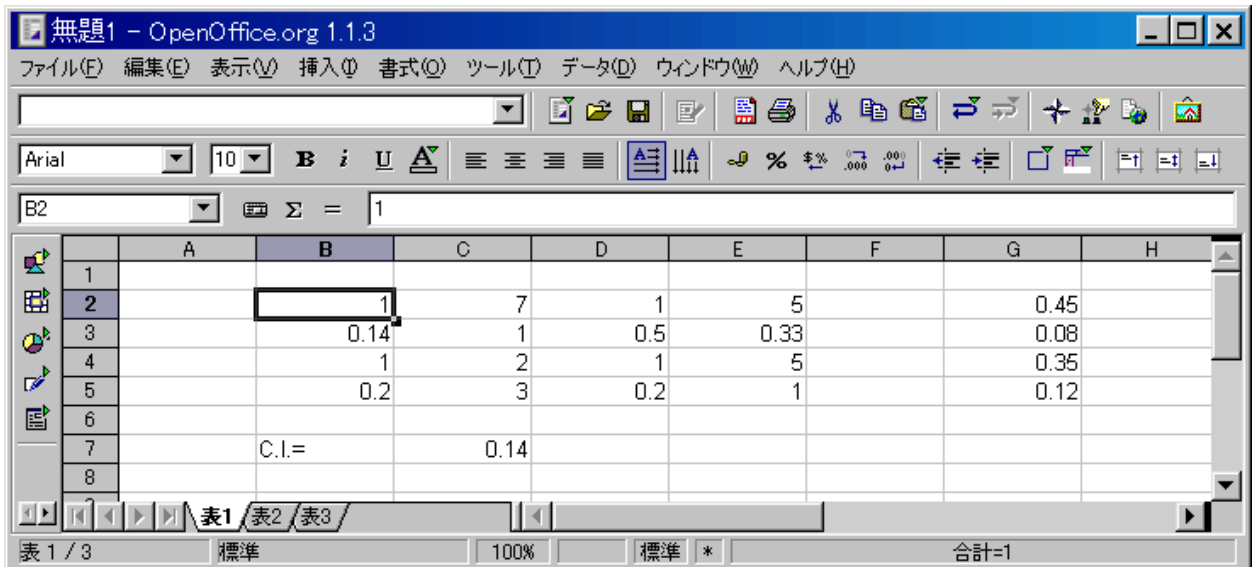 無題1 - OpenOffice.org 1.1.3
ファイル(F) 編集(E) 表示(V) 挿入(I) 書式(O) ツール(T) データ(D) ウィンドウ(W) ヘルプ(H)
Arial 10 B i U A
B2 Σ = 1
A B C D E F G H
1
2 1 7 1 5 0.45
3 0.14 1 0.5 0.33 0.08
4 1 2 1 5 0.35
5 0.2 3 0.2 1 0.12
6
7 C.I.= 0.14
8
表1 表2 表3
表 1 / 3 標準 100% 標準 * 合計=1